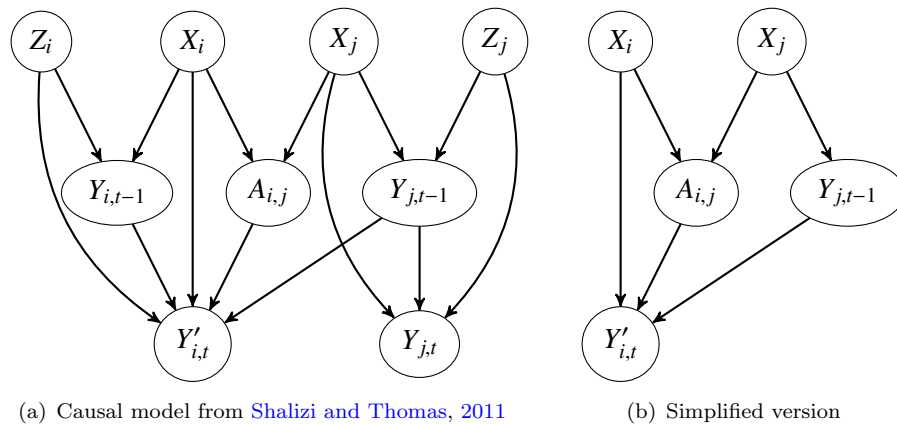 Z_i X_i X_j Z_j X_i X_j
Y_{i,t−1} A_{i,j} Y_{j,t−1} A_{i,j} Y_{j,t−1}
Y′_{i,t} Y_{j,t} Y′_{i,t}
(a) Causal model from Shalizi and Thomas, 2011 (b) Simplified version